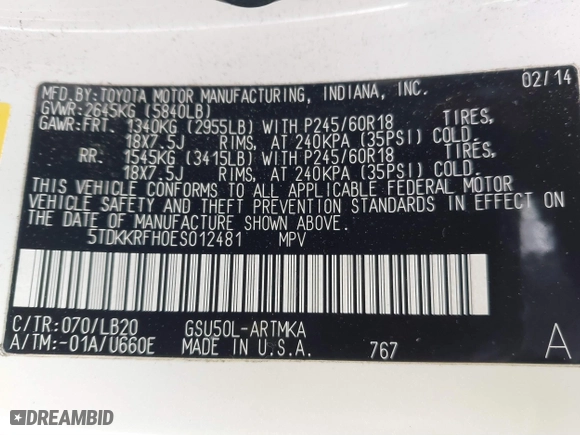 MFD.BY:TOYOTA MOTOR MANUFACTURING, INDIANA, INC. 02/14
GVWR:2645KG (5840LB)
GAWR:FRT. 1340KG (2955LB) WITH P245/60R18 TIRES,
18X7.5J RIMS, AT 240KPA (35PSI) COLD.
RR. 1545KG (3415LB) WITH P245/60R18 TIRES,
18X7.5J RIMS, AT 240KPA (35PSI) COLD.
THIS VEHICLE CONFORMS TO ALL APPLICABLE FEDERAL MOTOR
VEHICLE SAFETY AND THEFT PREVENTION STANDARDS IN EFFECT ON
THE DATE OF MANUFACTURE SHOWN ABOVE.
5TDKKRFH0ES012481 MPV
C/TR:070/LB20 GSU50L-ARTMKA
A/TM:-01A/U660E MADE IN U.S.A. 767 A
DREAMBID